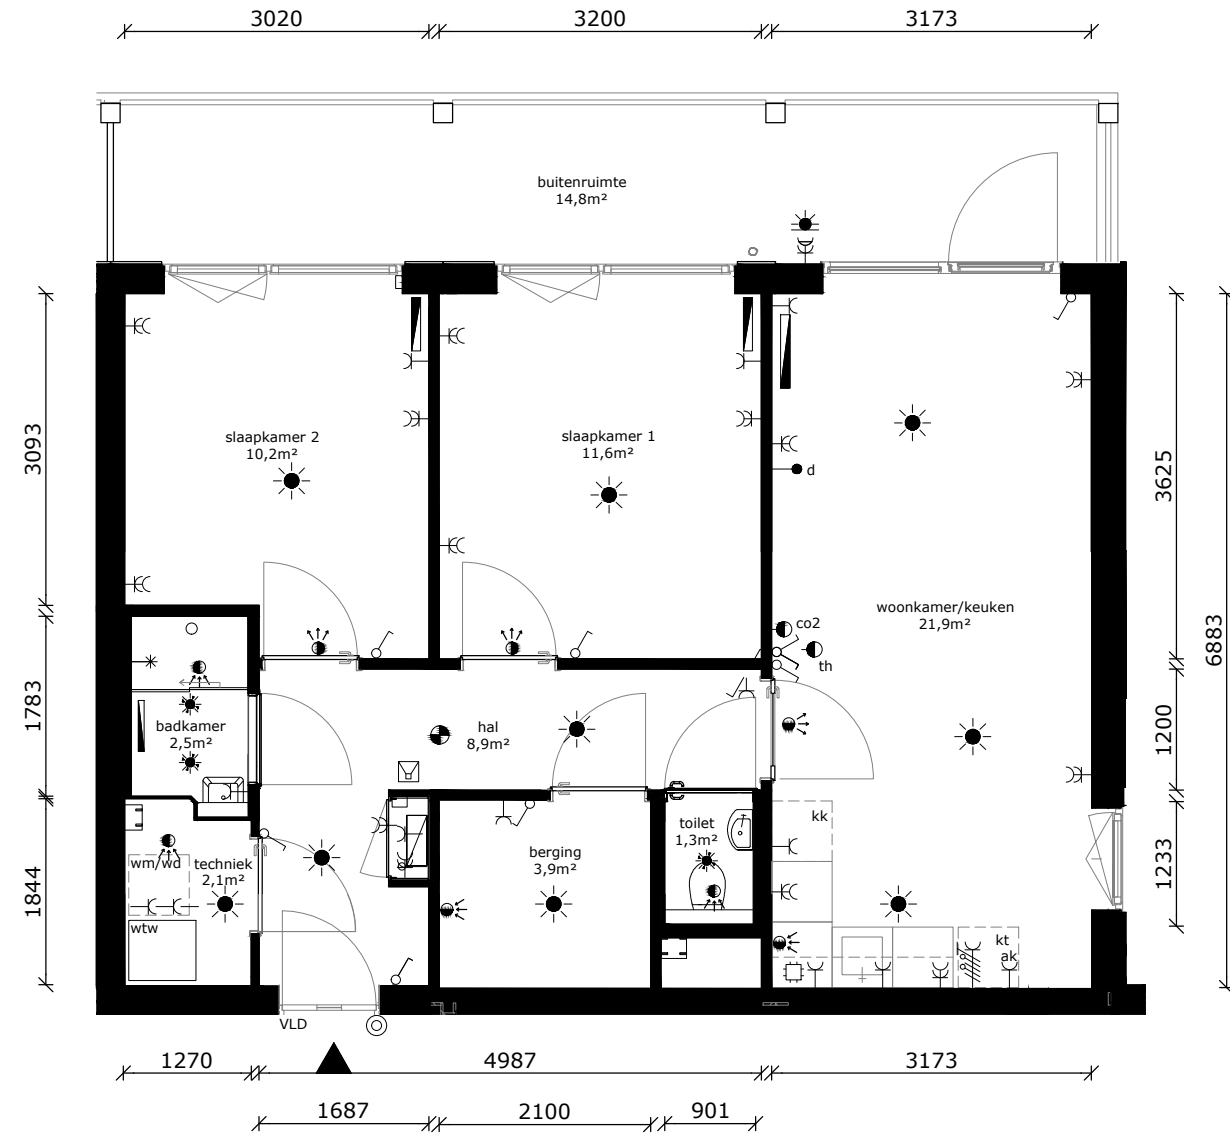 3020
3200
3173
buitenruimte
14,8m²
3093
slaapkamer 2
10,2m²
slaapkamer 1
11,6m²
d
3625
woonkamer/keuken
21,9m²
co2
th
6883
1783
badkamer
2,5m²
hal
8,9m²
1200
kk
toilet
1,3m²
berging
3,9m²
wm/wd
techniek
2,1m²
1233
1844
wtw
kt
ak
VLD
1270
4987
3173
1687
2100
901